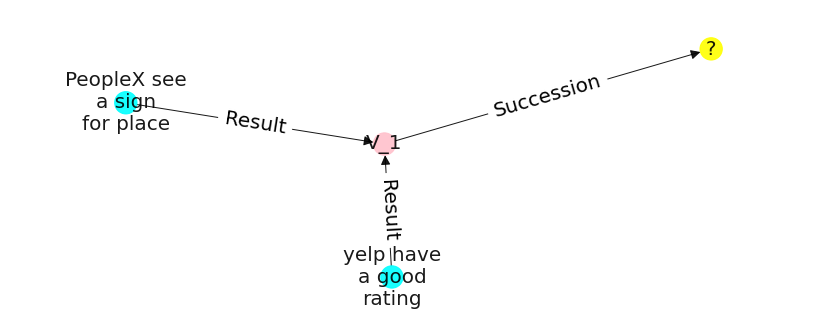 ?
Succession
PeopleX see
a sign
for place
Result
V_1
Result
yelp have
a good
rating